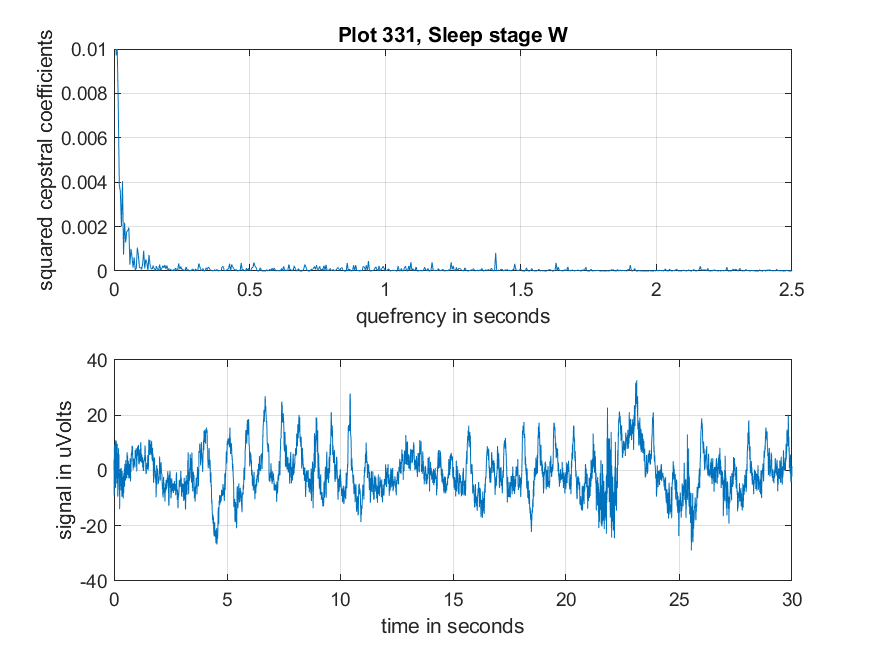 Plot 331, Sleep stage W
squared cepstral coefficients
0.01
0.008
0.006
0.004
0.002
0
0 0.5 1 1.5 2 2.5
quefrency in seconds
signal in uVolts
40
20
0
-20
-40
0 5 10 15 20 25 30
time in seconds